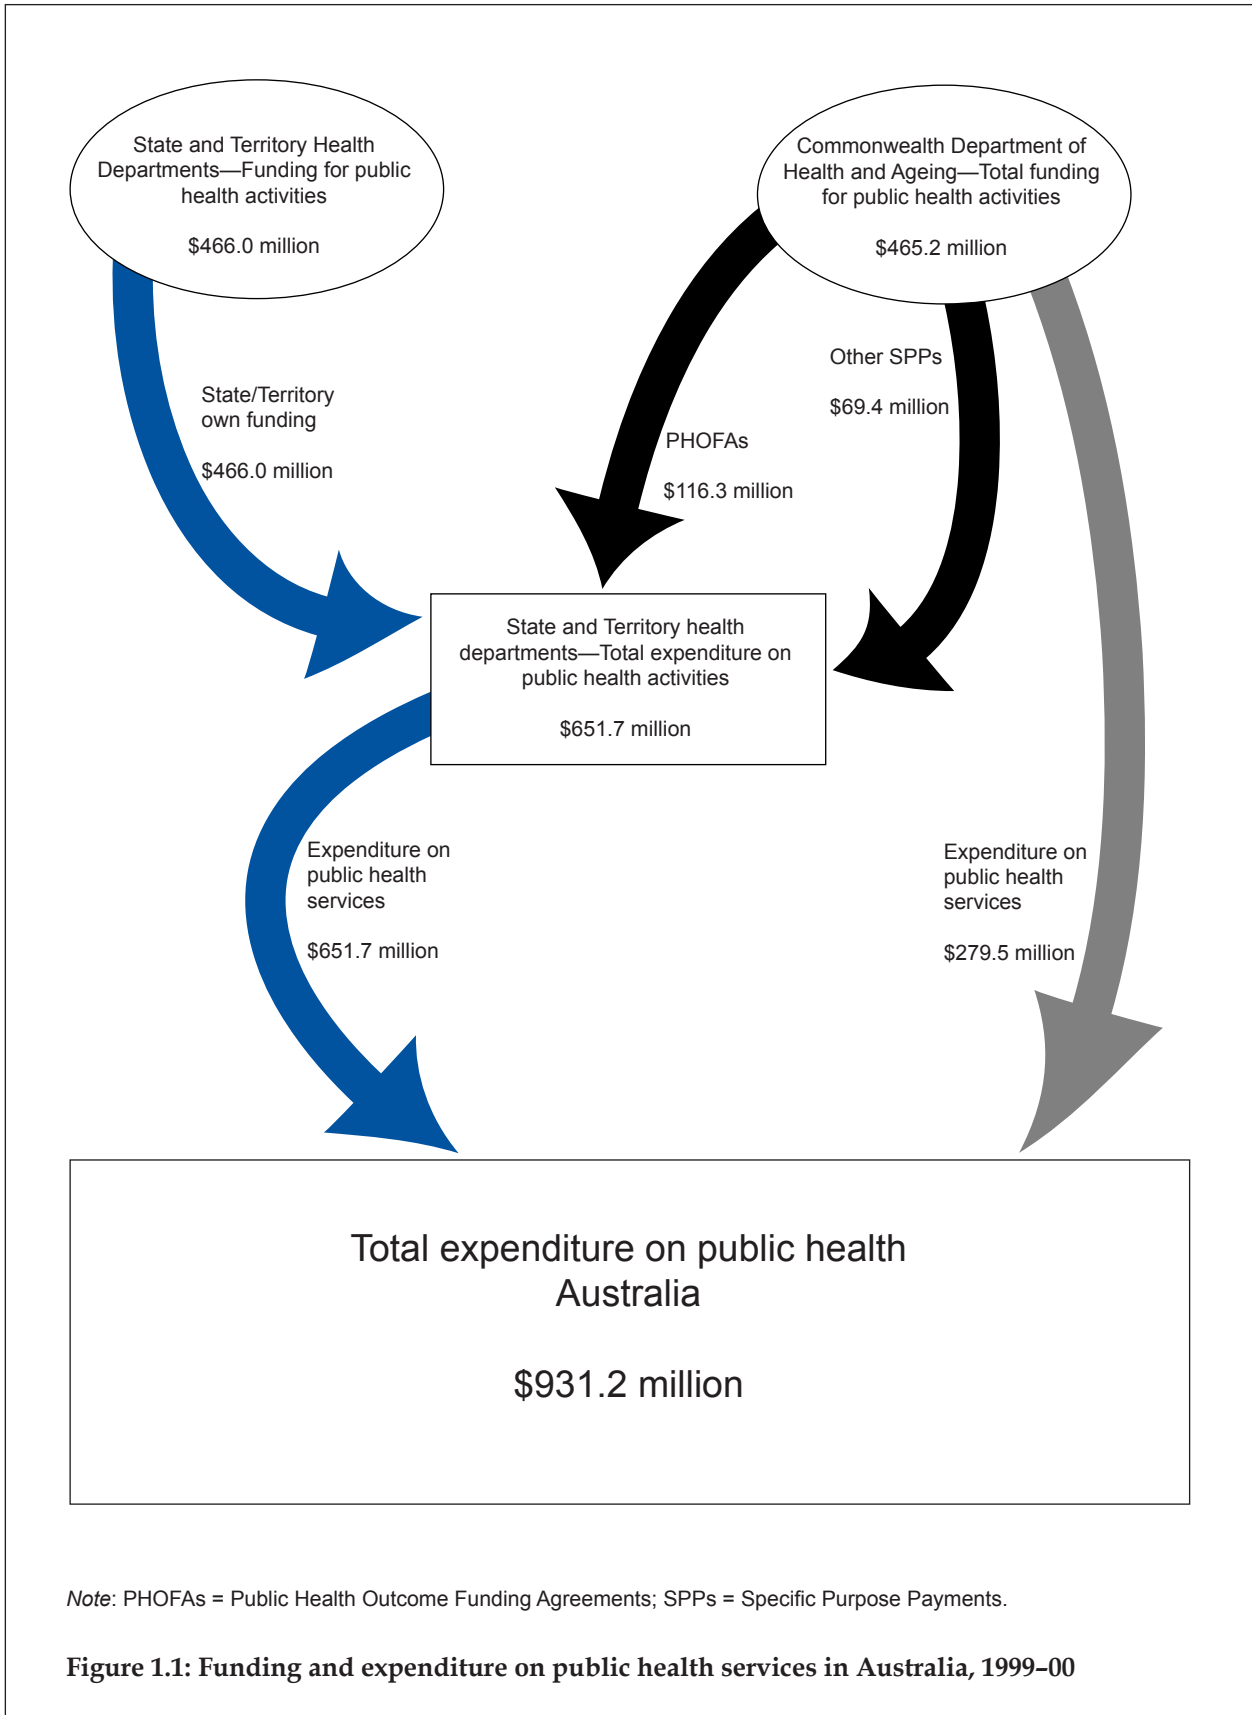 State and Territory Health
Departments—Funding for public
health activities
$466.0 million
Commonwealth Department of
Health and Ageing—Total funding
for public health activities
$465.2 million
State/Territory
own funding
$466.0 million
PHOFAs
$116.3 million
Other SPPs
$69.4 million
State and Territory health
departments—Total expenditure on
public health activities
$651.7 million
Expenditure on
public health
services
$651.7 million
Expenditure on
public health
services
$279.5 million
Total expenditure on public health
Australia
$931.2 million
Note: PHOFAs = Public Health Outcome Funding Agreements; SPPs = Specific Purpose Payments.
Figure 1.1: Funding and expenditure on public health services in Australia, 1999–00